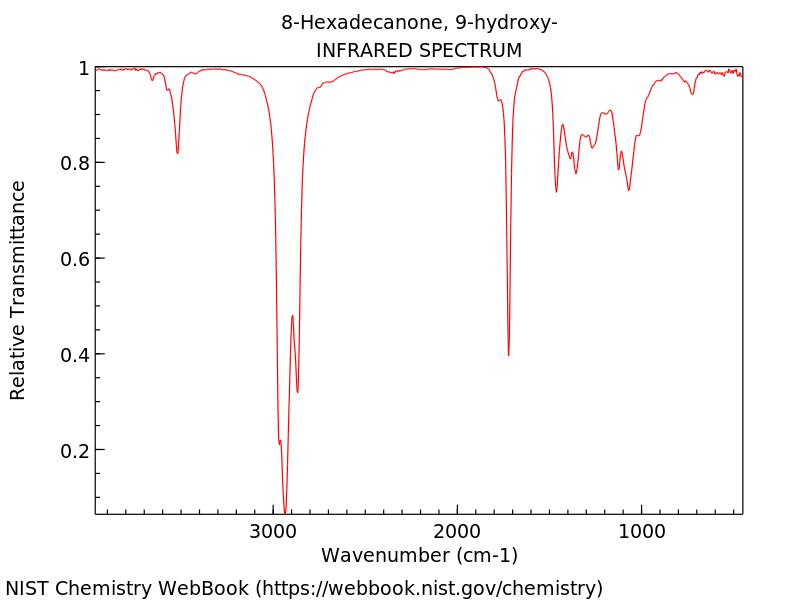 8-Hexadecanone, 9-hydroxy-
INFRARED SPECTRUM
1
0.8
0.6
0.4
0.2
Relative Transmittance
3000 2000 1000
Wavenumber (cm-1)
NIST Chemistry WebBook (https://webbook.nist.gov/chemistry)